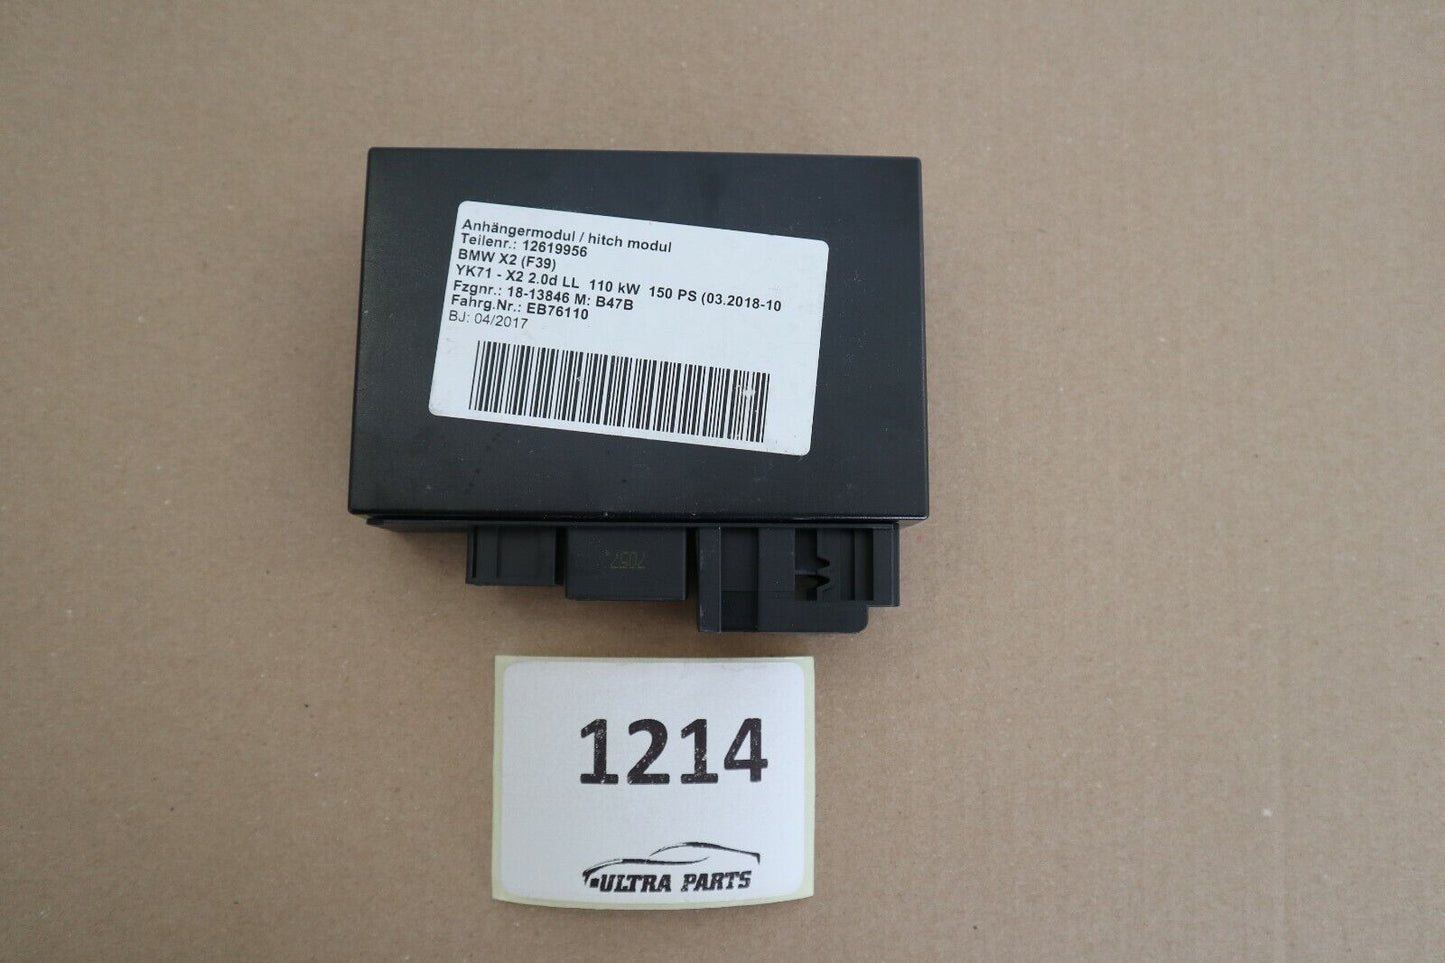 Anhängermodul / hitch modul
Teilenr.: 12619956
BMW X2 (F39)
YK71 - X2 2.0d LL 110 kW 150 PS (03.2018-10
Fzgnr.: 18-13846 M: B47B
Fahrg.Nr.: EB76110
BJ: 04/2017
7057
1214
ULTRA PARTS